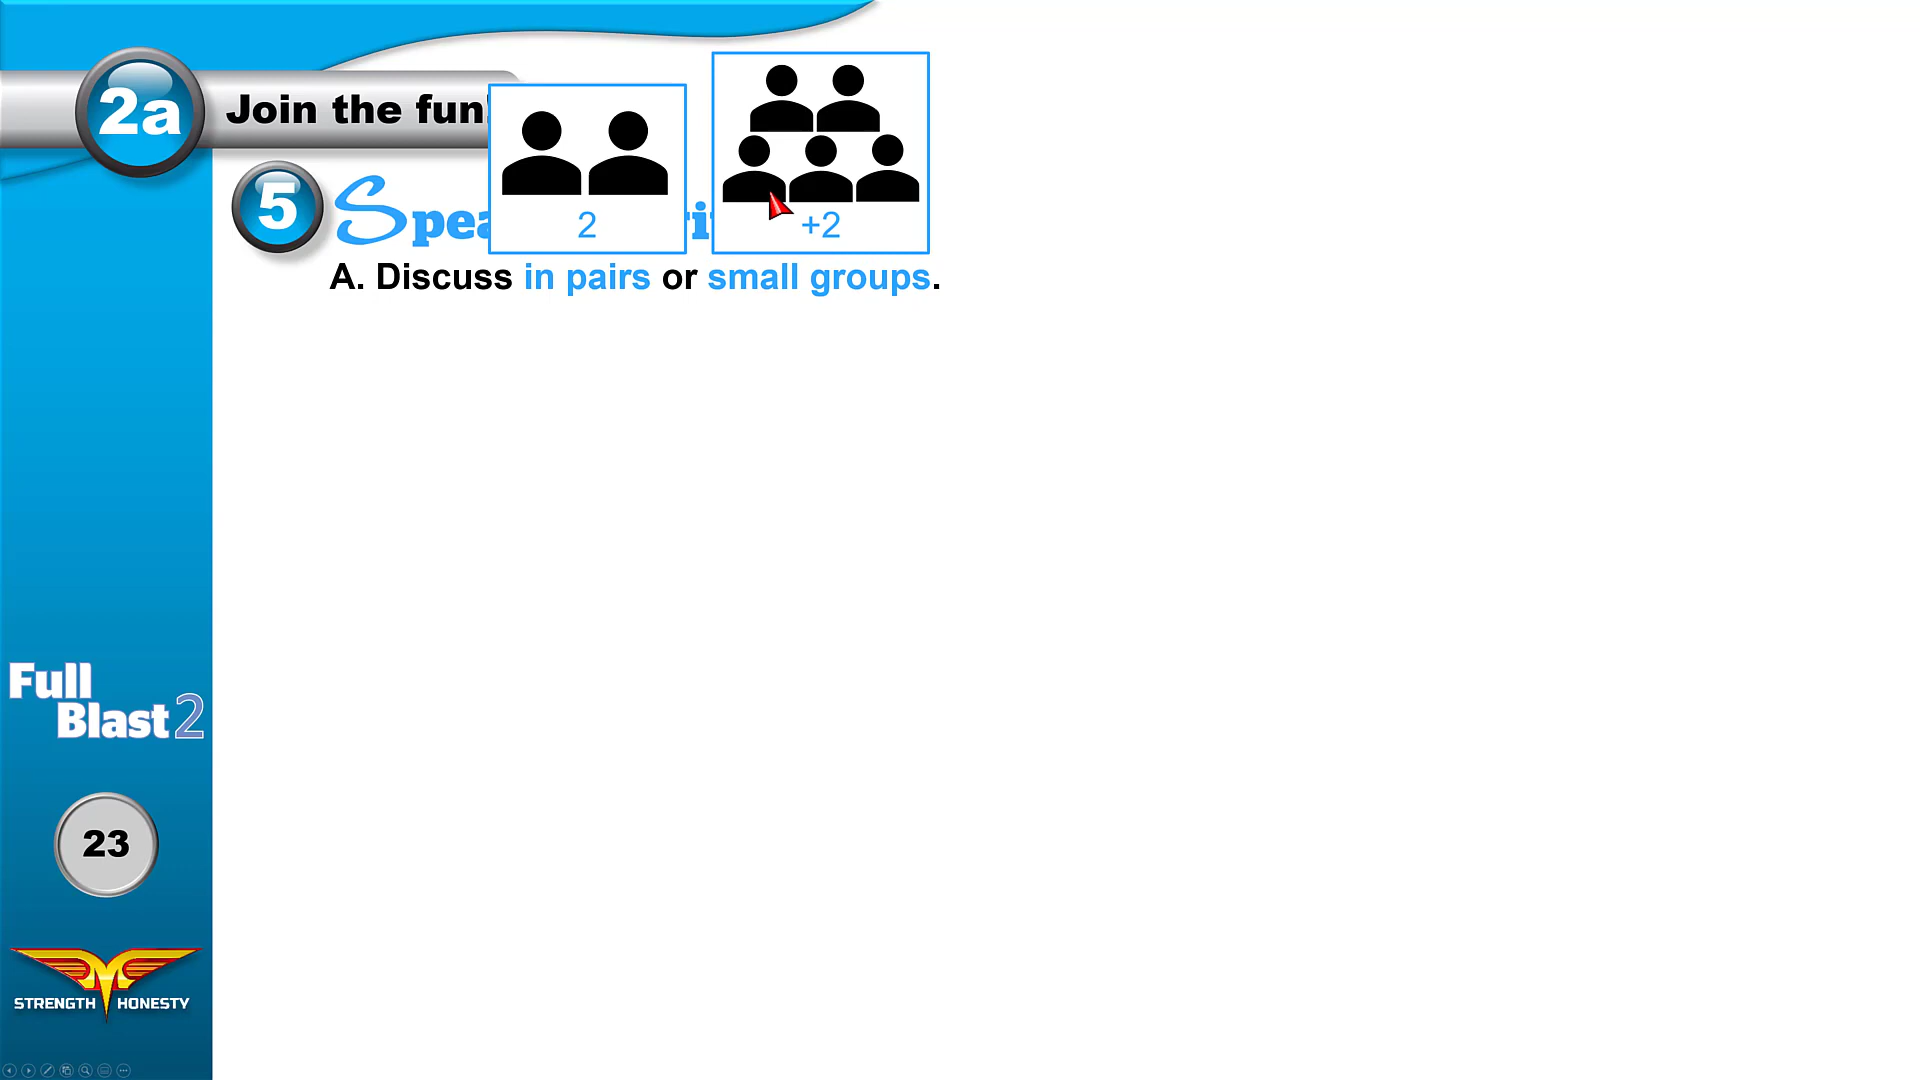 2a
Join the fun!
5
2
+2
A. Discuss in pairs or small groups.
Full
Blast 2
23
STRENGTH HONESTY